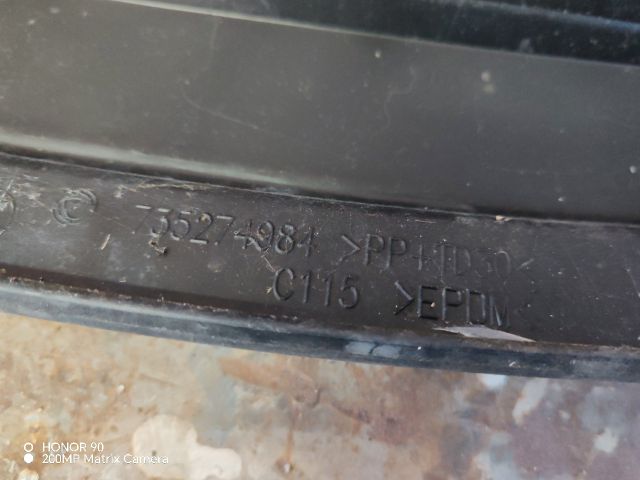 735274984 >PP+TD30<
C115 >EPDM<
HONOR 90
200MP Matrix Camera